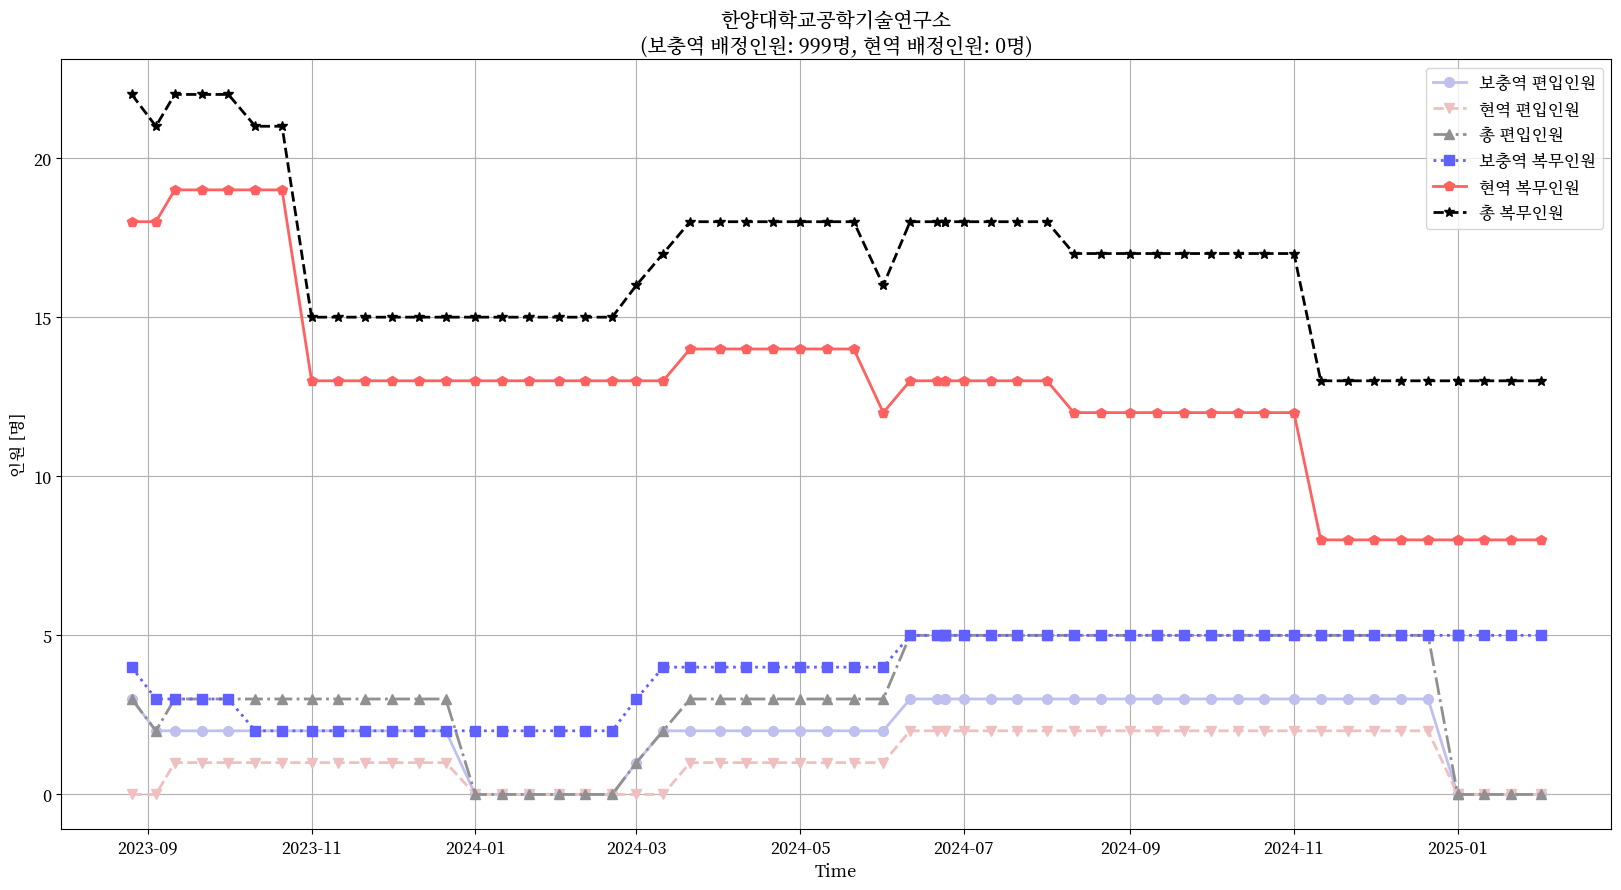 한양대학교공학기술연구소
(보충역 배정인원: 999명, 현역 배정인원: 0명)
보충역 편입인원
현역 편입인원
총 편입인원
보충역 복무인원
현역 복무인원
총 복무인원
인원 [명]
20
15
10
5
0
2023-09
2023-11
2024-01
2024-03
2024-05
2024-07
2024-09
2024-11
2025-01
Time